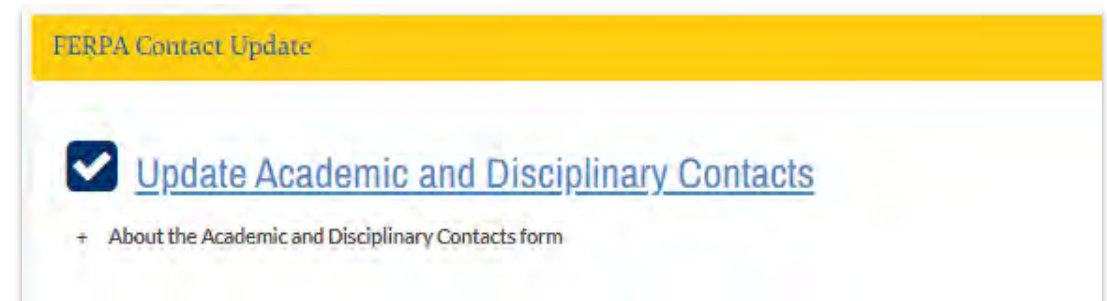 FERPA Contact Update
Update Academic and Disciplinary Contacts
+ About the Academic and Disciplinary Contacts form